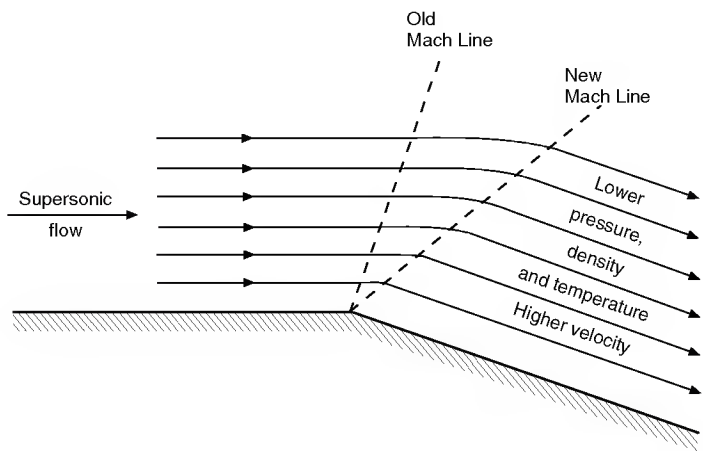 Old
Mach Line
New
Mach Line
Supersonic
flow
Lower
pressure,
density
and temperature
Higher velocity